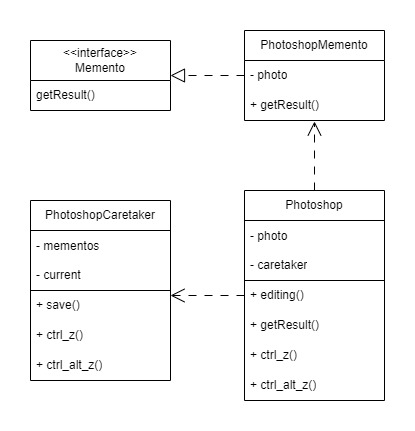 <<interface>>
Memento
getResult()
PhotoshopMemento
- photo
+ getResult()
PhotoshopCaretaker
- mementos
- current
+ save()
+ ctrl_z()
+ ctrl_alt_z()
Photoshop
- photo
- caretaker
+ editing()
+ getResult()
+ ctrl_z()
+ ctrl_alt_z()